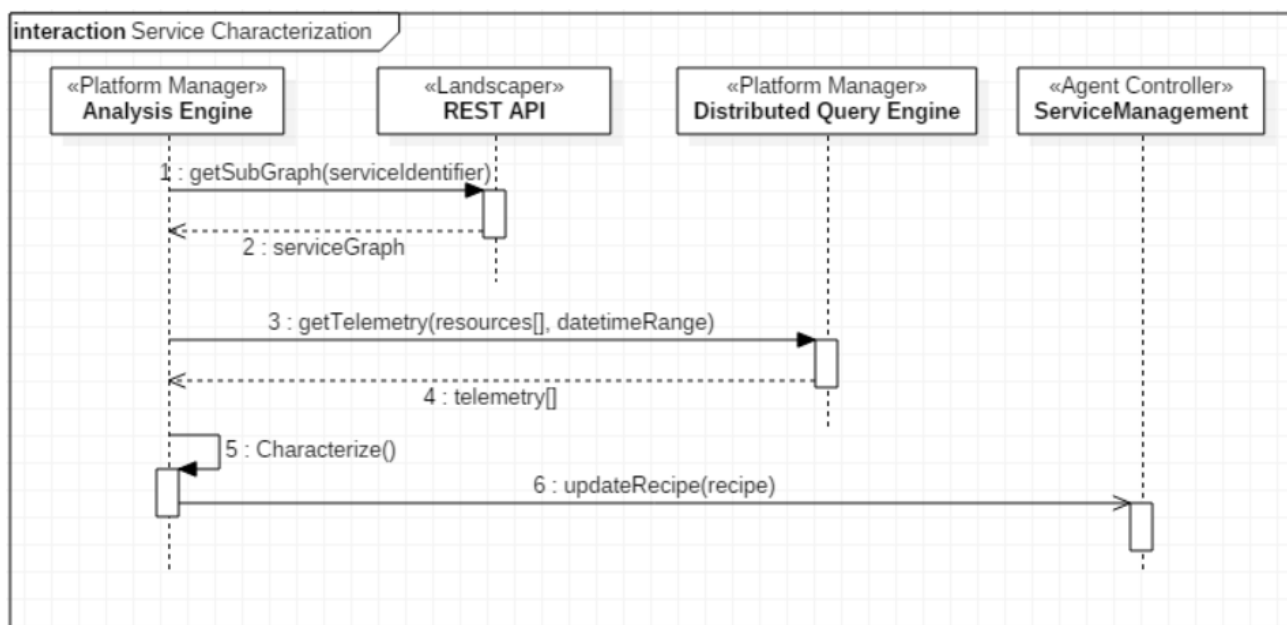 interaction Service Characterization
«Platform Manager»
Analysis Engine
«Landscaper»
REST API
«Platform Manager»
Distributed Query Engine
«Agent Controller»
ServiceManagement
1 : getSubGraph(serviceIdentifier)
2 : serviceGraph
3 : getTelemetry(resources[], datetimeRange)
4 : telemetry[]
5 : Characterize()
6 : updateRecipe(recipe)